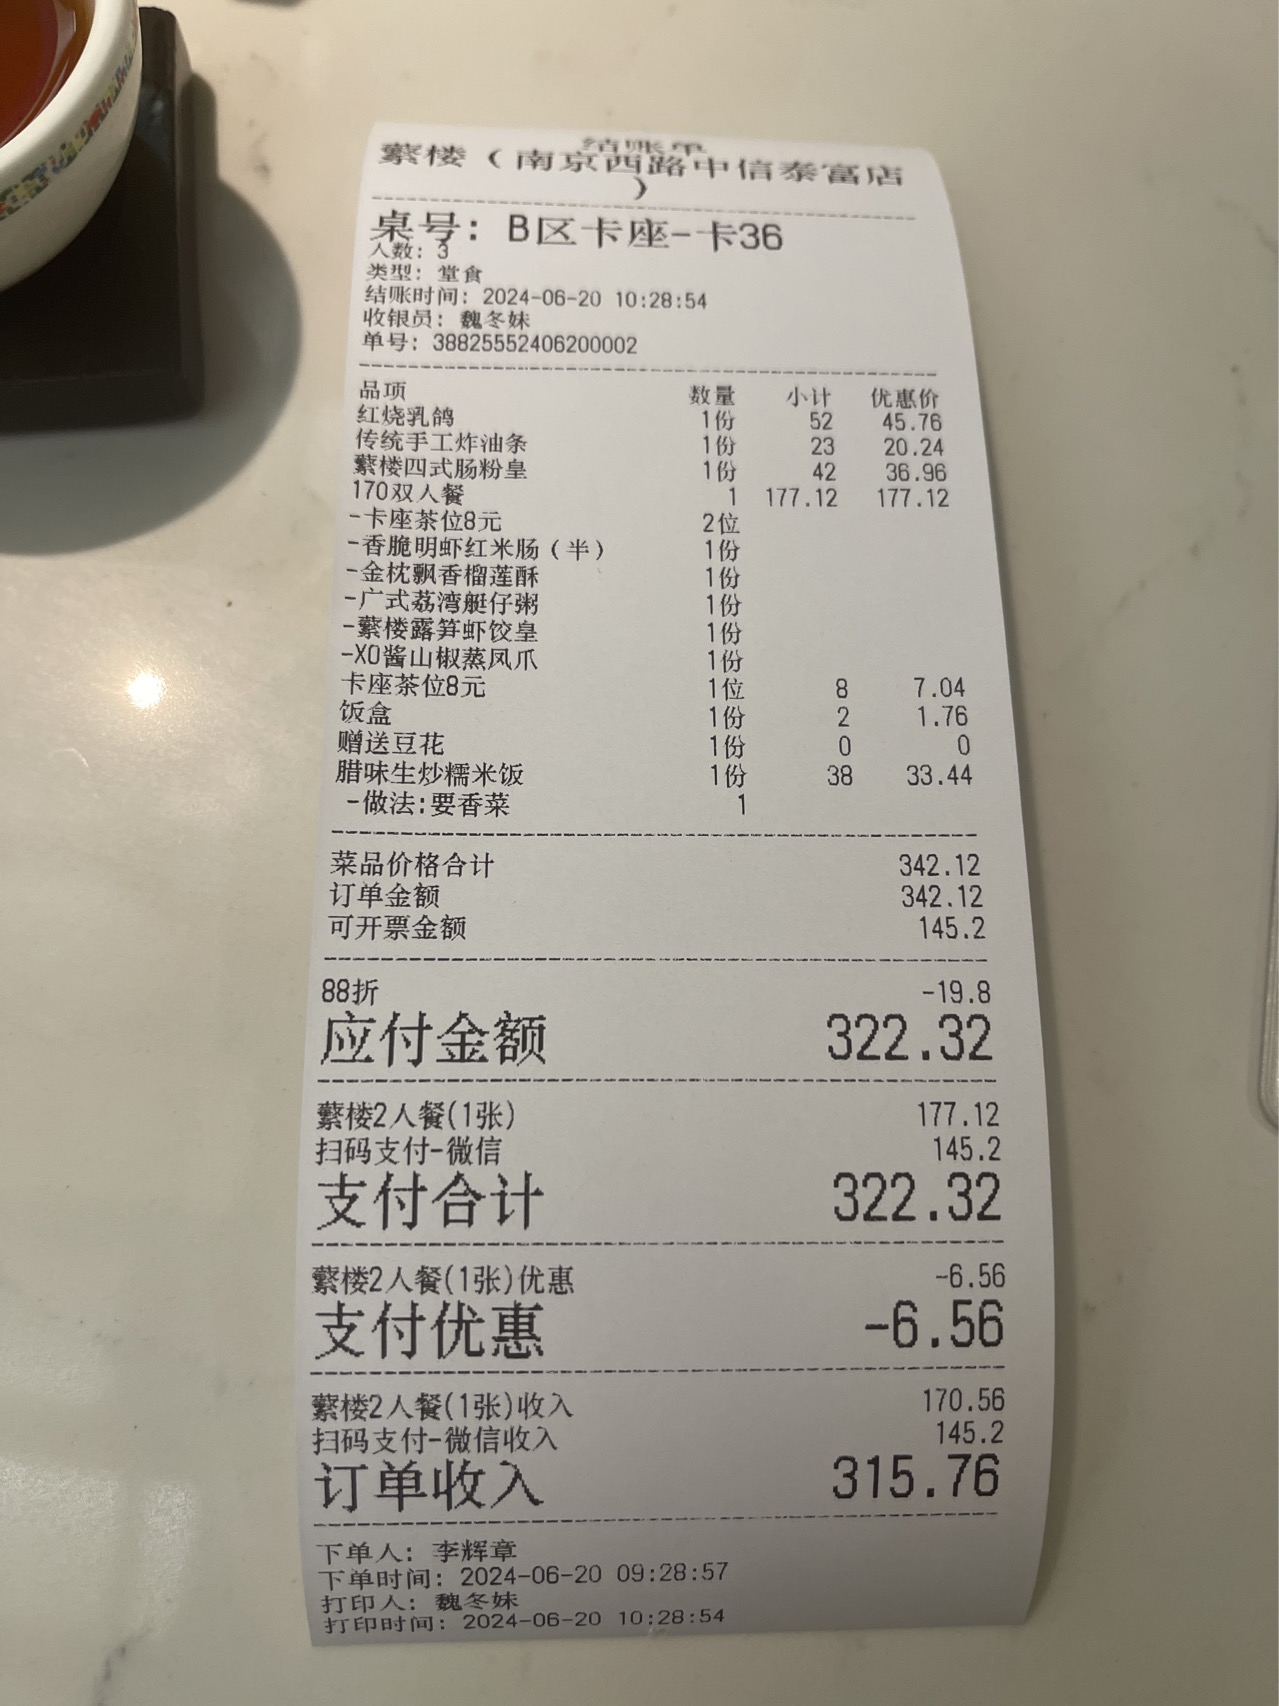 结账单
蘩楼（南京西路中信泰富店
）
桌号: B区卡座-卡36
人数: 3
类型: 堂食
结账时间: 2024-06-20 10:28:54
收银员: 魏冬妹
单号: 38825552406200002
品项 数量 小计 优惠价
红烧乳鸽 1份 52 45.76
传统手工炸油条 1份 23 20.24
蘩楼四式肠粉皇 1份 42 36.96
170双人餐 1 177.12 177.12
-卡座茶位8元 2位
-香脆明虾红米肠（半） 1份
-金枕飘香榴莲酥 1份
-广式荔湾艇仔粥 1份
-蘩楼露笋虾饺皇 1份
-XO酱山椒蒸凤爪 1份
卡座茶位8元 1位 8 7.04
饭盒 1份 2 1.76
赠送豆花 1份 0 0
腊味生炒糯米饭 1份 38 33.44
-做法:要香菜 1
菜品价格合计 342.12
订单金额 342.12
可开票金额 145.2
88折 -19.8
应付金额 322.32
蘩楼2人餐(1张) 177.12
扫码支付-微信 145.2
支付合计 322.32
蘩楼2人餐(1张)优惠 -6.56
支付优惠 -6.56
蘩楼2人餐(1张)收入 170.56
扫码支付-微信收入 145.2
订单收入 315.76
下单人: 李辉章
下单时间: 2024-06-20 09:28:57
打印人: 魏冬妹
打印时间: 2024-06-20 10:28:54